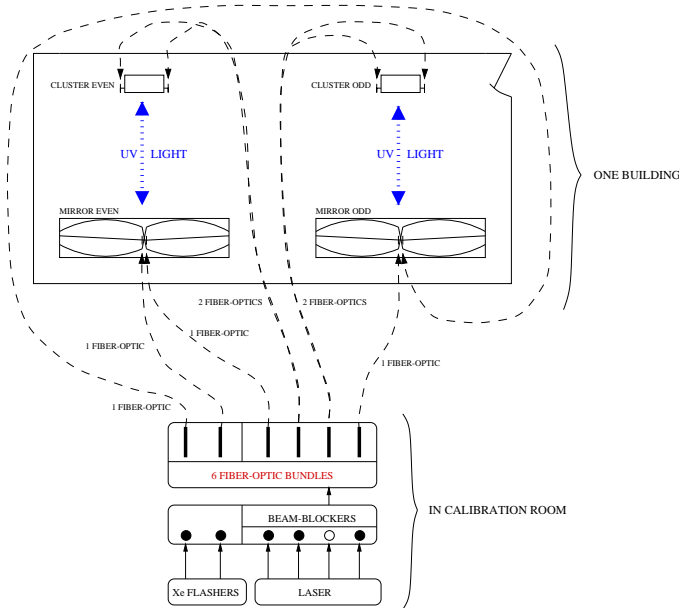 CLUSTER EVEN
CLUSTER ODD
UV LIGHT
UV LIGHT
ONE BUILDING
MIRROR EVEN
MIRROR ODD
2 FIBER-OPTICS
2 FIBER-OPTICS
1 FIBER-OPTIC
1 FIBER-OPTIC
1 FIBER-OPTIC
1 FIBER-OPTIC
6 FIBER-OPTIC BUNDLES
IN CALIBRATION ROOM
BEAM-BLOCKERS
Xe FLASHERS
LASER